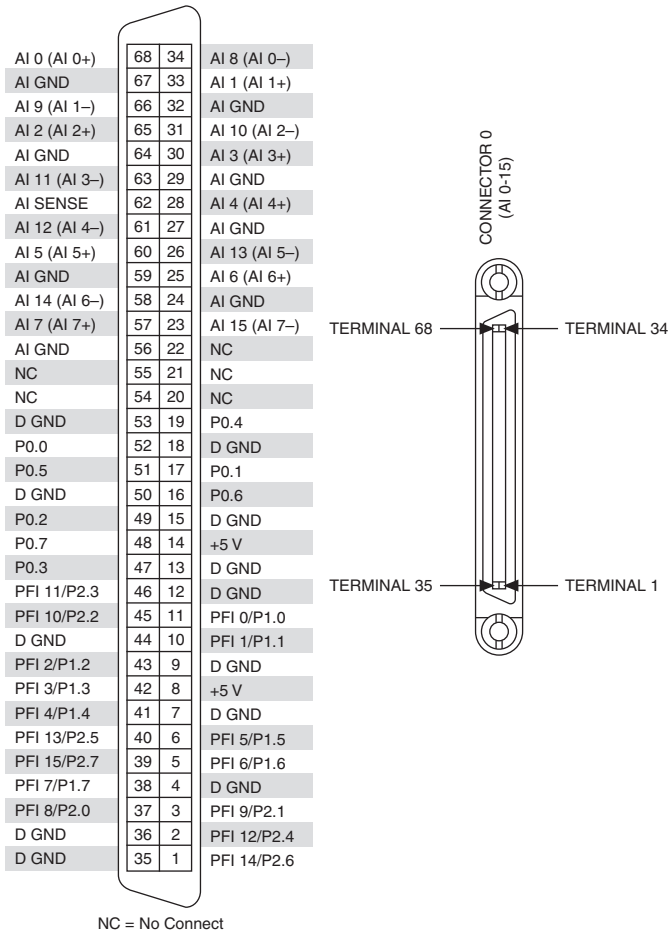 AI 0 (AI 0+) 68 34 AI 8 (AI 0–)
AI GND 67 33 AI 1 (AI 1+)
AI 9 (AI 1–) 66 32 AI GND
AI 2 (AI 2+) 65 31 AI 10 (AI 2–)
AI GND 64 30 AI 3 (AI 3+)
AI 11 (AI 3–) 63 29 AI GND
AI SENSE 62 28 AI 4 (AI 4+)
AI 12 (AI 4–) 61 27 AI GND
AI 5 (AI 5+) 60 26 AI 13 (AI 5–)
AI GND 59 25 AI 6 (AI 6+)
AI 14 (AI 6–) 58 24 AI GND
AI 7 (AI 7+) 57 23 AI 15 (AI 7–)
AI GND 56 22 NC
NC 55 21 NC
NC 54 20 NC
D GND 53 19 P0.4
P0.0 52 18 D GND
P0.5 51 17 P0.1
D GND 50 16 P0.6
P0.2 49 15 D GND
P0.7 48 14 +5 V
P0.3 47 13 D GND
PFI 11/P2.3 46 12 D GND
PFI 10/P2.2 45 11 PFI 0/P1.0
D GND 44 10 PFI 1/P1.1
PFI 2/P1.2 43 9 D GND
PFI 3/P1.3 42 8 +5 V
PFI 4/P1.4 41 7 D GND
PFI 13/P2.5 40 6 PFI 5/P1.5
PFI 15/P2.7 39 5 PFI 6/P1.6
PFI 7/P1.7 38 4 D GND
PFI 8/P2.0 37 3 PFI 9/P2.1
D GND 36 2 PFI 12/P2.4
D GND 35 1 PFI 14/P2.6
NC = No Connect
CONNECTOR 0
(AI 0-15)
TERMINAL 68
TERMINAL 34
TERMINAL 35
TERMINAL 1